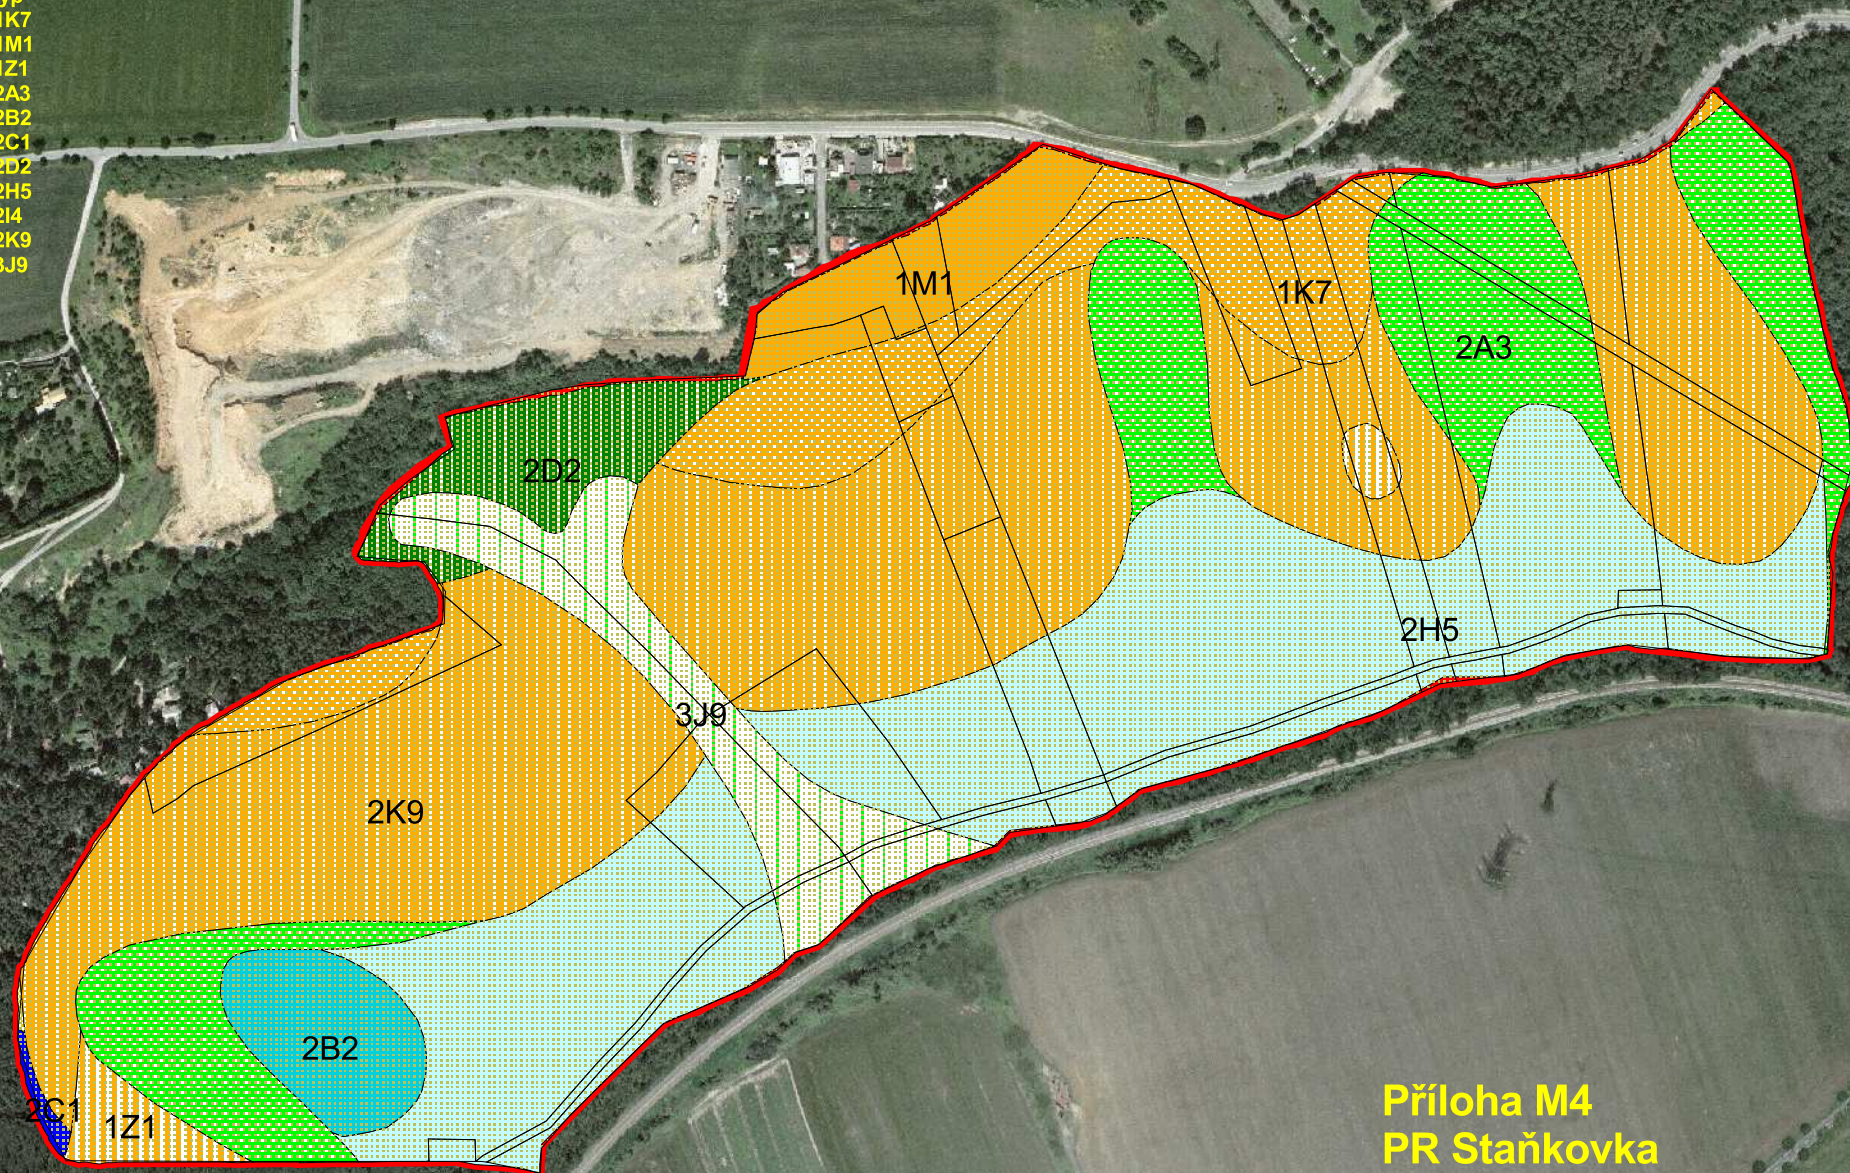 1K7
1M1
1Z1
2A3
2B2
2C1
2D2
2H5
2I4
2K9
3J9
1M1
1K7
2A3
2D2
2H5
3J9
2K9
2B2
2C1
1Z1
Příloha M4
PR Staňkovka